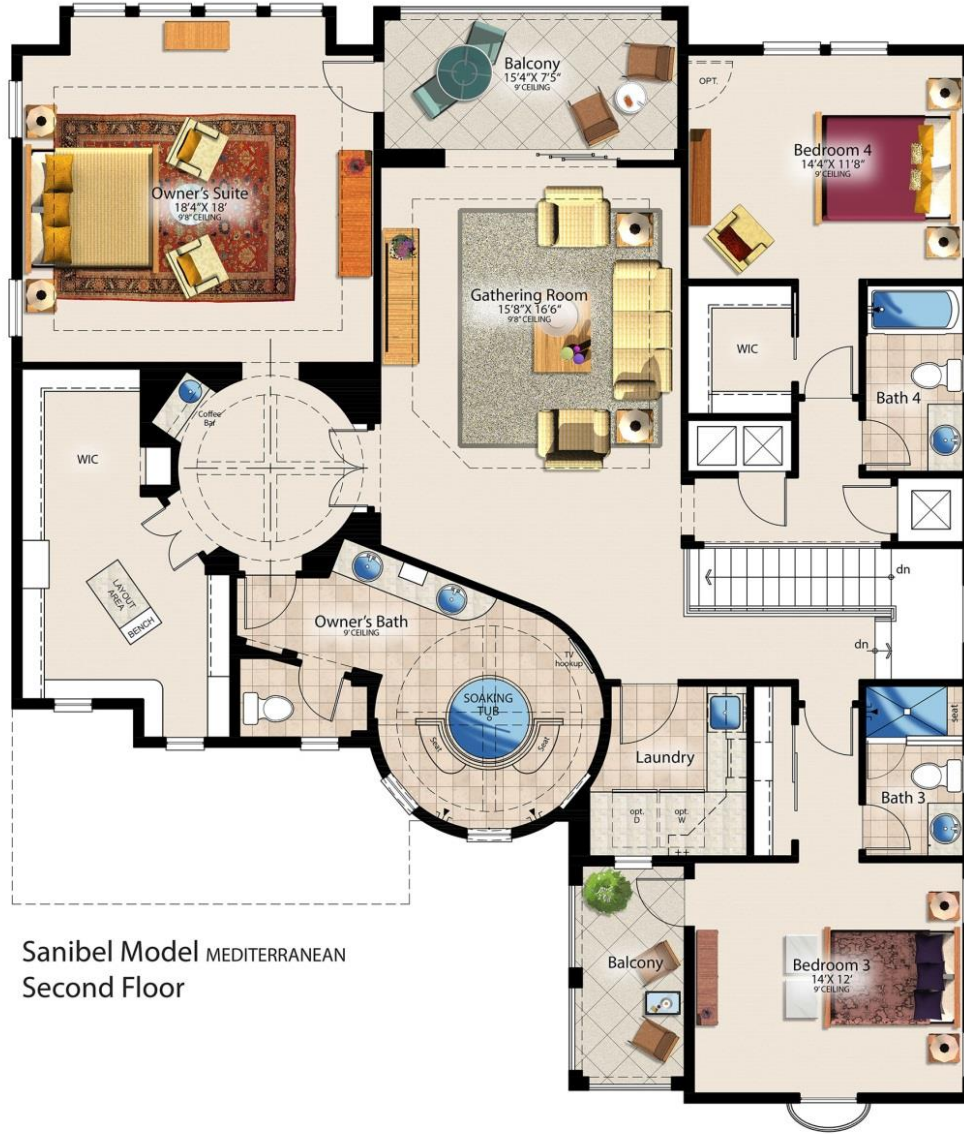 Balcony
15'4"X 7'5"
9' CEILING
OPT.
Bedroom 4
14'4"X 11'8"
9' CEILING
Owner's Suite
18'4"X 18'
9'8" CEILING
Gathering Room
15'8"X 16'6"
9'8" CEILING
WIC
Bath 4
Coffee
Bar
WIC
dn
LAYOUT
AREA
BENCH
Owner's Bath
9' CEILING
TV
hookup
dn
SOAKING
TUB
Seat
Seat
seat
Laundry
Bath 3
opt.
D
opt.
W
Sanibel Model MEDITERRANEAN
Second Floor
Balcony
Bedroom 3
14'X 12'
9' CEILING